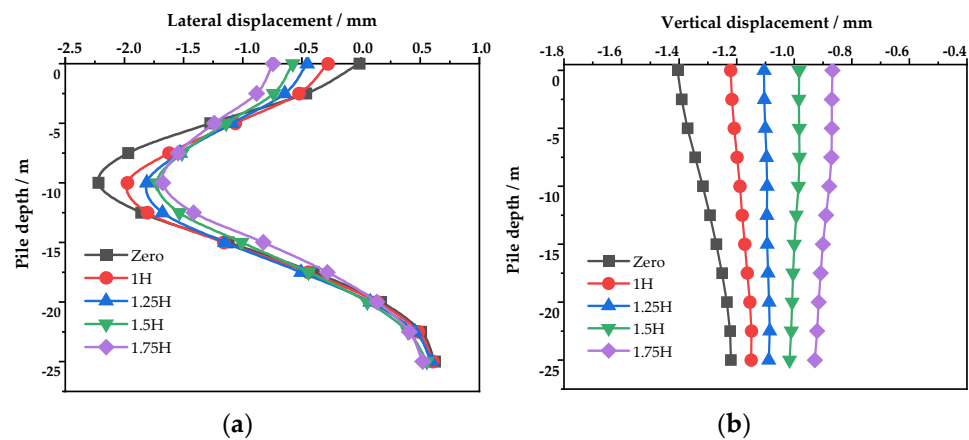 Lateral displacement / mm
-2.5 -2.0 -1.5 -1.0 -0.5 0.0 0.5 1.0
0
-5
-10
-15
-20
-25
Pile depth / m
Zero
1H
1.25H
1.5H
1.75H
(a)
Vertical displacement / mm
-1.8 -1.6 -1.4 -1.2 -1.0 -0.8 -0.6 -0.4
0
-5
-10
-15
-20
-25
Pile depth / m
Zero
1H
1.25H
1.5H
1.75H
(b)